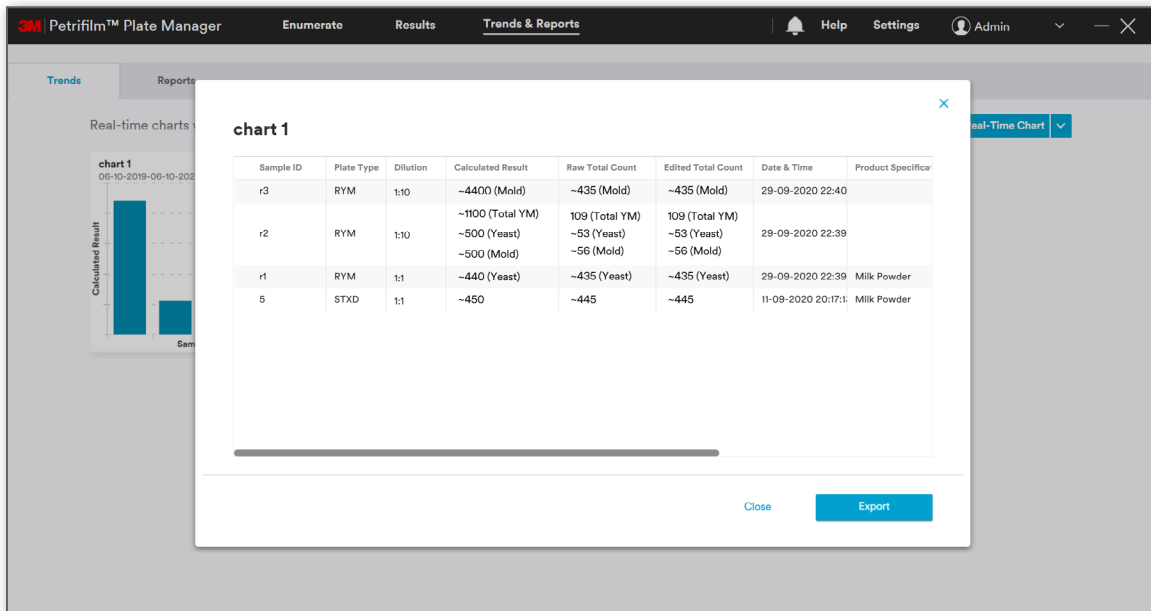 3M Petrifilm™ Plate Manager Enumerate Results Trends & Reports Help Settings Admin
Trends Reports
Real-time charts
Real-Time Chart
chart 1
06-10-2019-06-10-202
Calculated Result
Sam
chart 1
Sample ID Plate Type Dilution Calculated Result Raw Total Count Edited Total Count Date & Time Product Specificat
r3 RYM 1:10 ~4400 (Mold) ~435 (Mold) ~435 (Mold) 29-09-2020 22:40
~1100 (Total YM) 109 (Total YM) 109 (Total YM)
r2 RYM 1:10 ~500 (Yeast) ~53 (Yeast) ~53 (Yeast) 29-09-2020 22:39
~500 (Mold) ~56 (Mold) ~56 (Mold)
r1 RYM 1:1 ~440 (Yeast) ~435 (Yeast) ~435 (Yeast) 29-09-2020 22:39 Milk Powder
5 STXD 1:1 ~450 ~445 ~445 11-09-2020 20:17:1 Milk Powder
Close Export